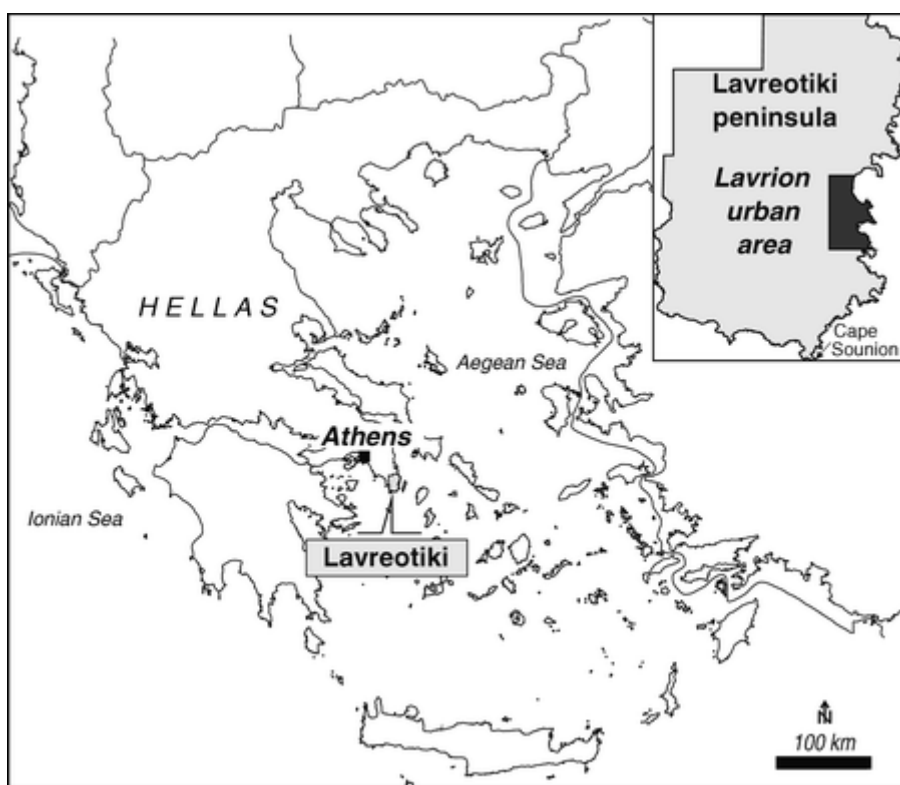 Lavreotiki
peninsula
Lavrion
urban
area
Cape
Sounion
HELLAS
Aegean Sea
Athens
Ionian Sea
Lavreotiki
N
100 km